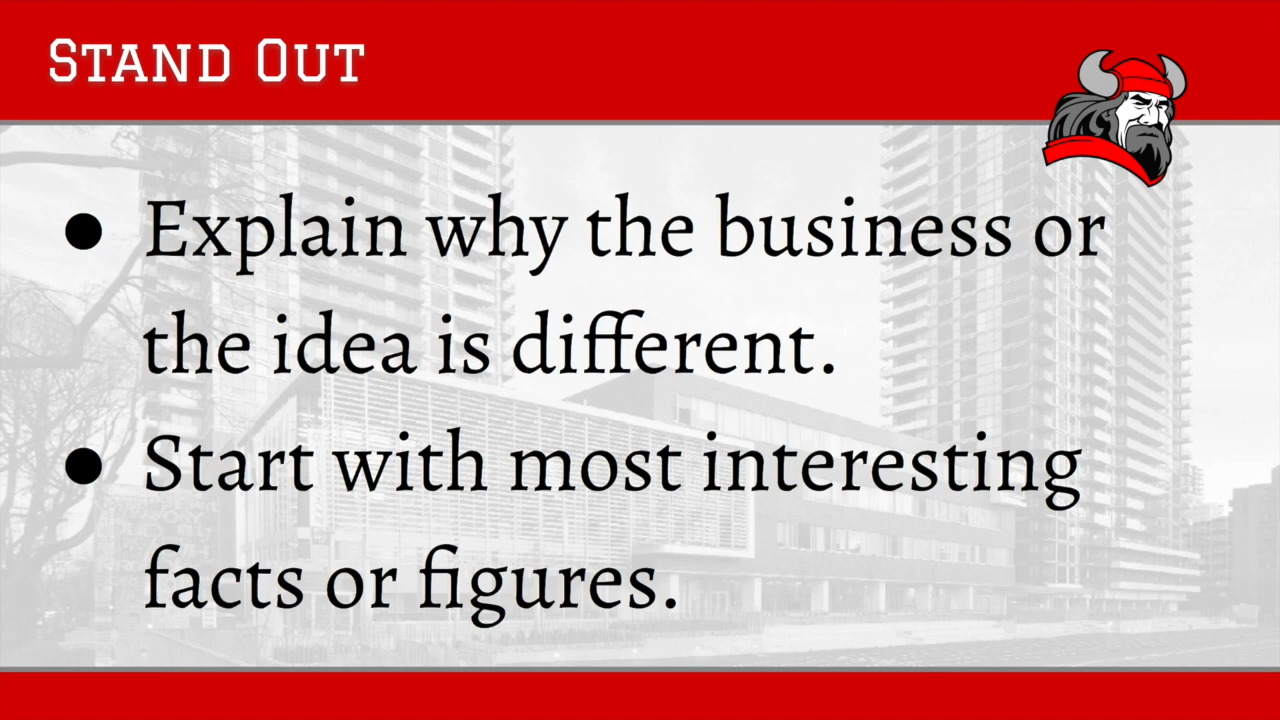 Stand Out
● Explain why the business or
the idea is different.
● Start with most interesting
facts or figures.